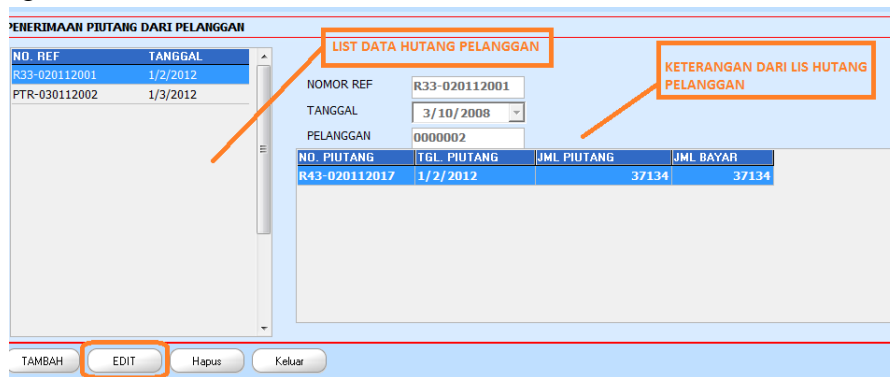 PENERIMAAN PIUTANG DARI PELANGGAN
LIST DATA HUTANG PELANGGAN
KETERANGAN DARI LIS HUTANG
PELANGGAN
NO. REF TANGGAL
R33-020112001 1/2/2012
PTR-030112002 1/3/2012
NOMOR REF R33-020112001
TANGGAL 3/10/2008
PELANGGAN 0000002
NO. PIUTANG TGL. PIUTANG JML PIUTANG JML BAYAR
R43-020112017 1/2/2012 37134 37134
TAMBAH EDIT Hapus Keluar